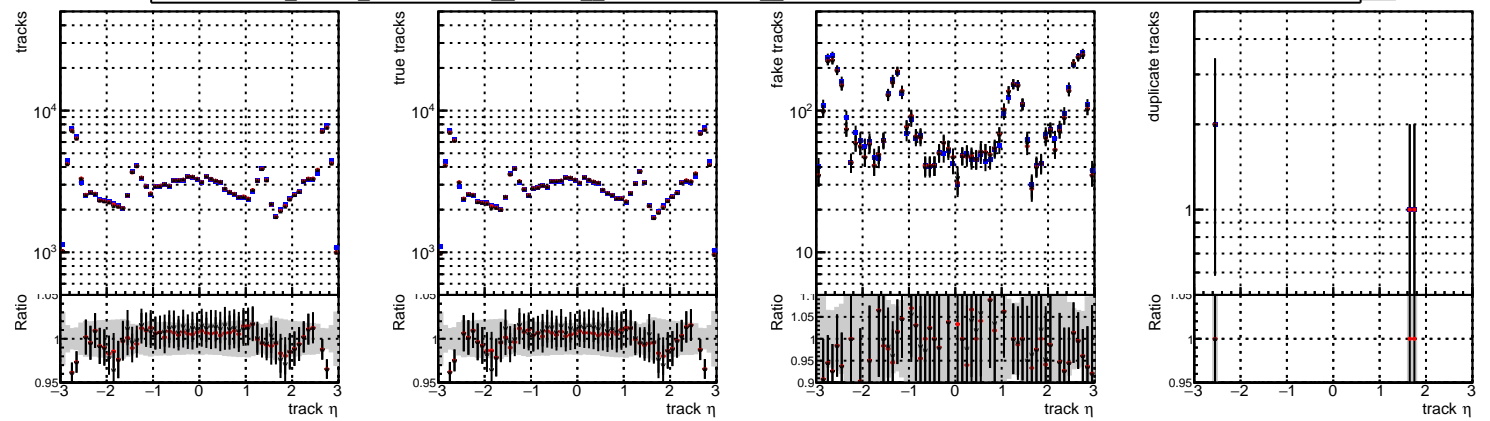 tracks
10^4
10^3
1.05
Ratio
1
0.95
−3 −2 −1 0 1 2 3
track η
true tracks
10^4
10^3
1.05
Ratio
1
0.95
−3 −2 −1 0 1 2 3
track η
fake tracks
10^2
10
1.1
Ratio
1.05
1
0.95
0.9
−3 −2 −1 0 1 2 3
track η
duplicate tracks
1
1.05
Ratio
1
0.95
−3 −2 −1 0 1 2 3
track η